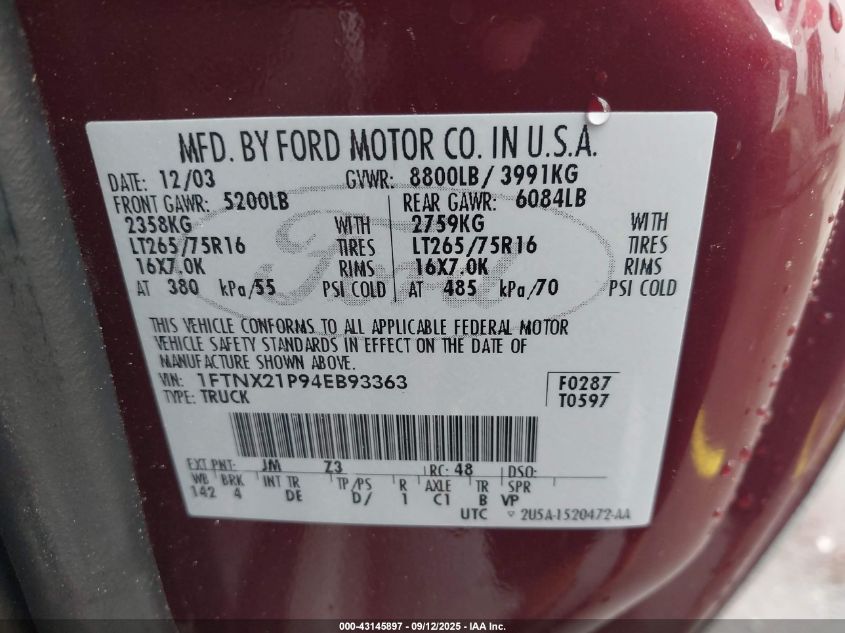 MFD. BY FORD MOTOR CO. IN U.S.A.
DATE: 12/03 GVWR: 8800LB/ 3991KG
FRONT GAWR: 5200LB REAR GAWR: 6084LB
2358KG WITH 2759KG WITH
LT265/75R16 TIRES LT265/75R16 TIRES
16X7.0K RIMS 16X7.0K RIMS
AT 380 kPa/55 PSI COLD AT 485 kPa/70 PSI COLD
THIS VEHICLE CONFORMS TO ALL APPLICABLE FEDERAL MOTOR
VEHICLE SAFETY STANDARDS IN EFFECT ON THE DATE OF
MANUFACTURE SHOWN ABOVE.
VIN: 1FTNX21P94EB93363 F0287
TYPE: TRUCK T0597
EXT PNT: JM Z3 RC: 48 DSO:
WB BRK INT TR TP/PS R AXLE TR SPR
142 4 DE D/ 1 C1 B VP
UTC ▽ 2U5A-1520472-AA
Ford
000-43145897 - 09/12/2025 - IAA Inc.